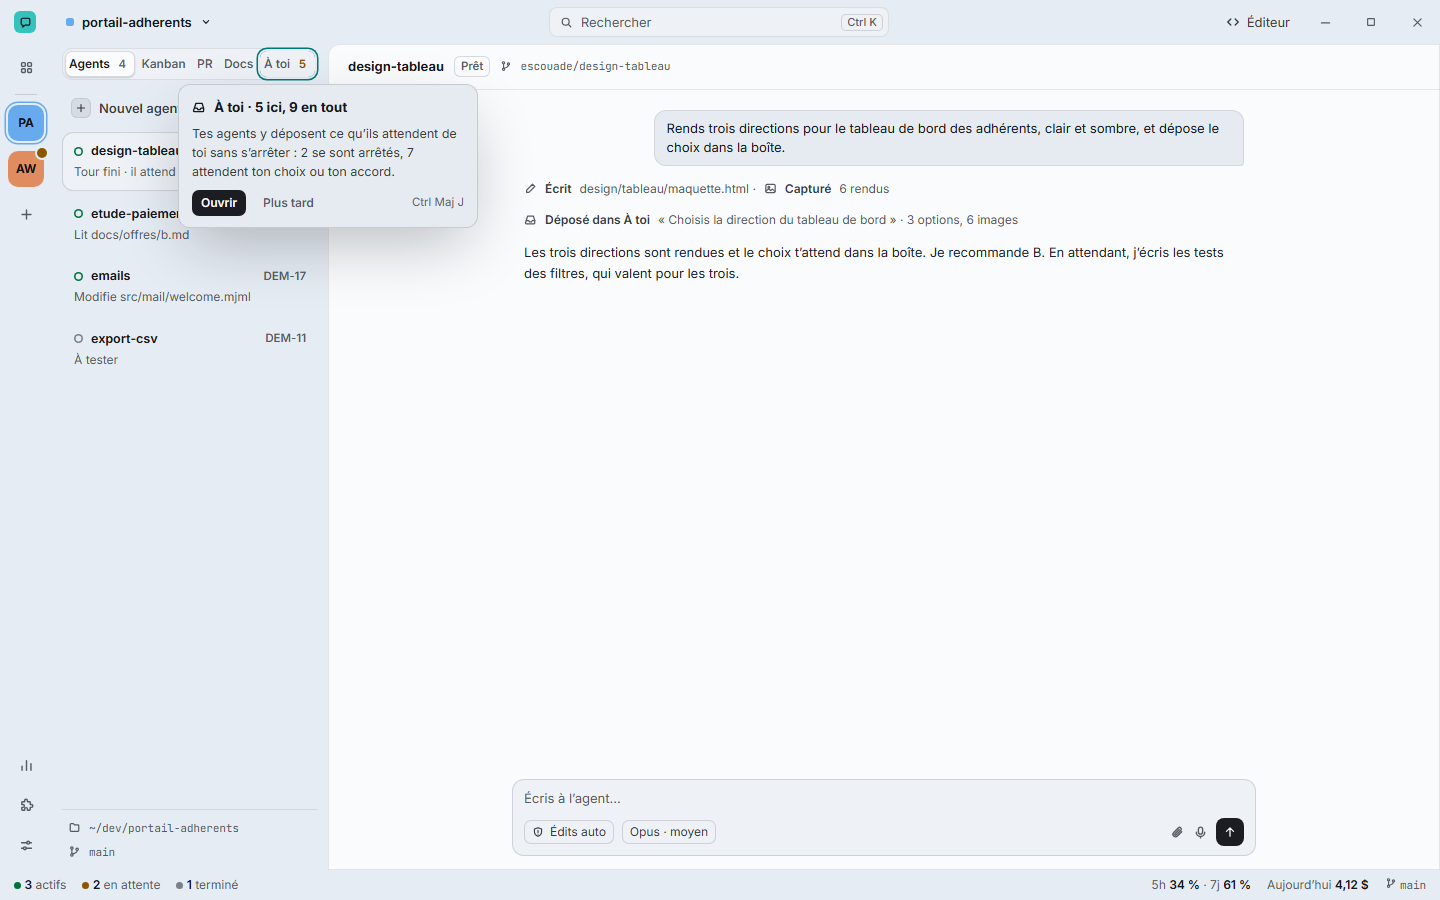 portail-adherents
Rechercher
Ctrl K
Éditeur
Agents 4
Kanban
PR
Docs
À toi 5
design-tableau
Prêt
escouade/design-tableau
PA
AW
Nouvel agen
À toi · 5 ici, 9 en tout
Tes agents y déposent ce qu’ils attendent de
toi sans s’arrêter : 2 se sont arrêtés, 7
attendent ton choix ou ton accord.
Ouvrir
Plus tard
Ctrl Maj J
design-tableau
Tour fini · il attend
etude-paiemen
Lit docs/offres/b.md
emails
DEM-17
Modifie src/mail/welcome.mjml
export-csv
DEM-11
À tester
Rends trois directions pour le tableau de bord des adhérents, clair et sombre, et dépose le
choix dans la boîte.
Écrit design/tableau/maquette.html · Capturé 6 rendus
Déposé dans À toi « Choisis la direction du tableau de bord » · 3 options, 6 images
Les trois directions sont rendues et le choix t’attend dans la boîte. Je recommande B. En attendant, j’écris les tests
des filtres, qui valent pour les trois.
Écris à l’agent…
Édits auto
Opus · moyen
~/dev/portail-adherents
main
3 actifs
2 en attente
1 terminé
5h 34 % · 7j 61 %
Aujourd’hui 4,12 $
main